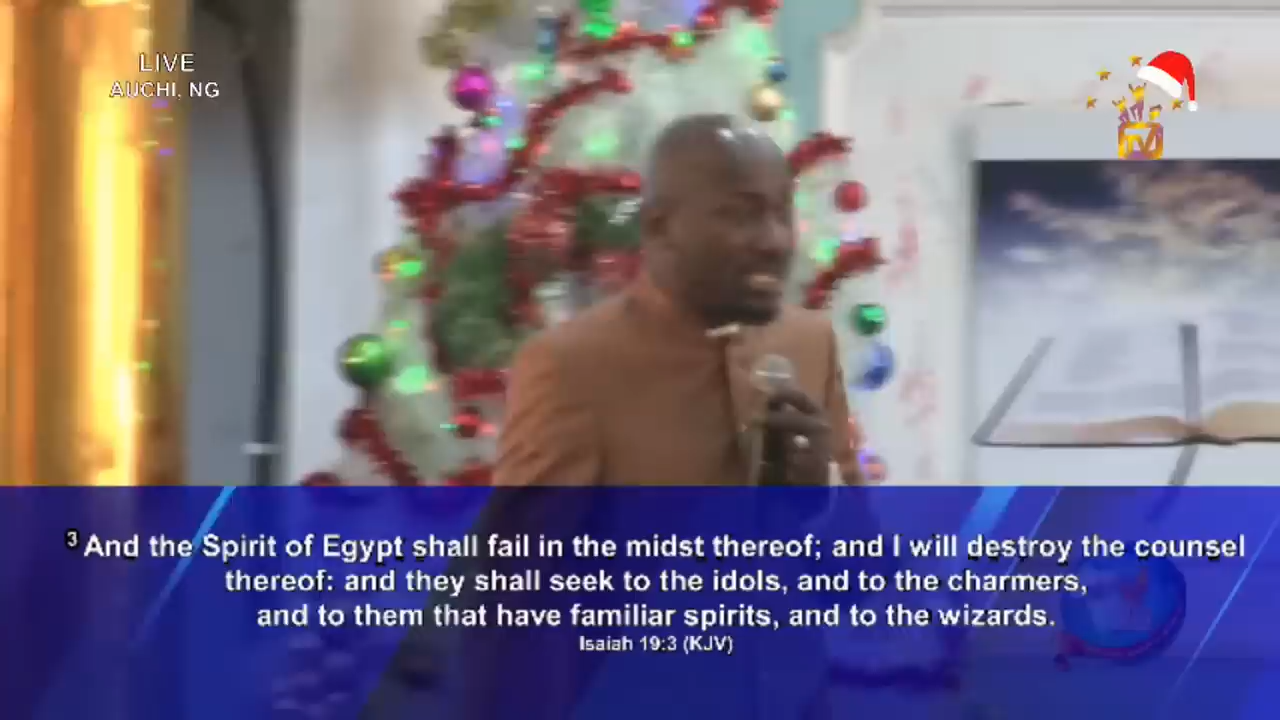 LIVE
AUCHI, NG
TV
3 And the Spirit of Egypt shall fail in the midst thereof; and I will destroy the counsel
thereof: and they shall seek to the idols, and to the charmers,
and to them that have familiar spirits, and to the wizards.
Isaiah 19:3 (KJV)